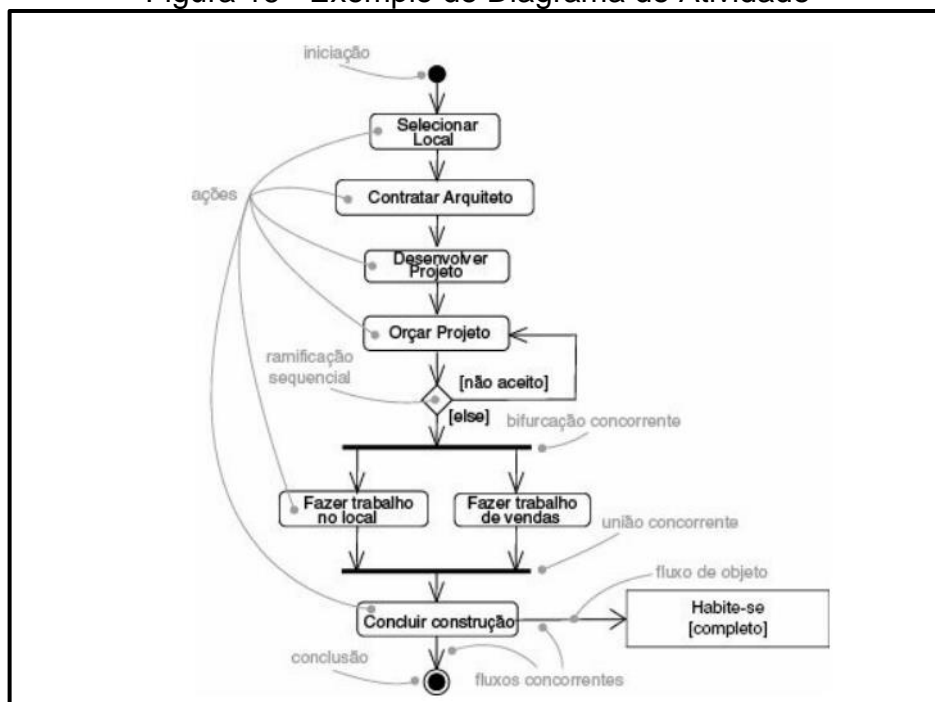 Figura 18 - Exemplo de Diagrama de Atividade
iniciação
Selecionar
Local
ações
Contratar Arquiteto
Desenvolver
Projeto
Orçar Projeto
ramificação
sequencial
[não aceito]
[else]
bifurcação concorrente
Fazer trabalho
no local
Fazer trabalho
de vendas
união concorrente
fluxo de objeto
Habite-se
[completo]
Concluir construção
conclusão
fluxos concorrentes